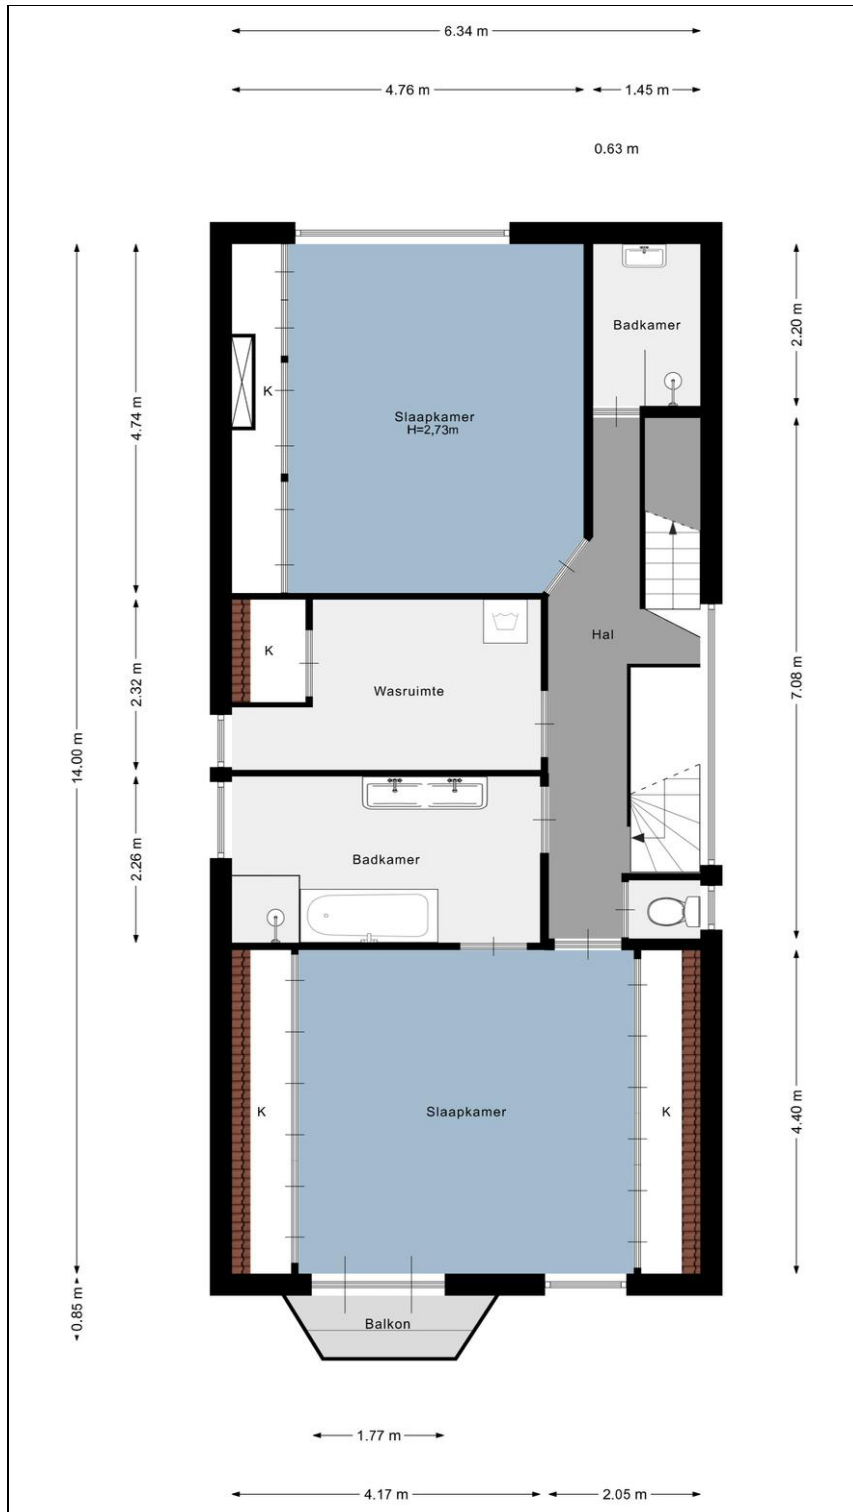 6.34 m
4.76 m
1.45 m
0.63 m
Badkamer
2.20 m
K
Slaapkamer
H=2,73m
4.74 m
K
Hal
Wasruimte
2.32 m
7.08 m
14.00 m
Badkamer
2.26 m
K
Slaapkamer
K
4.40 m
0.85 m
Balkon
1.77 m
4.17 m
2.05 m